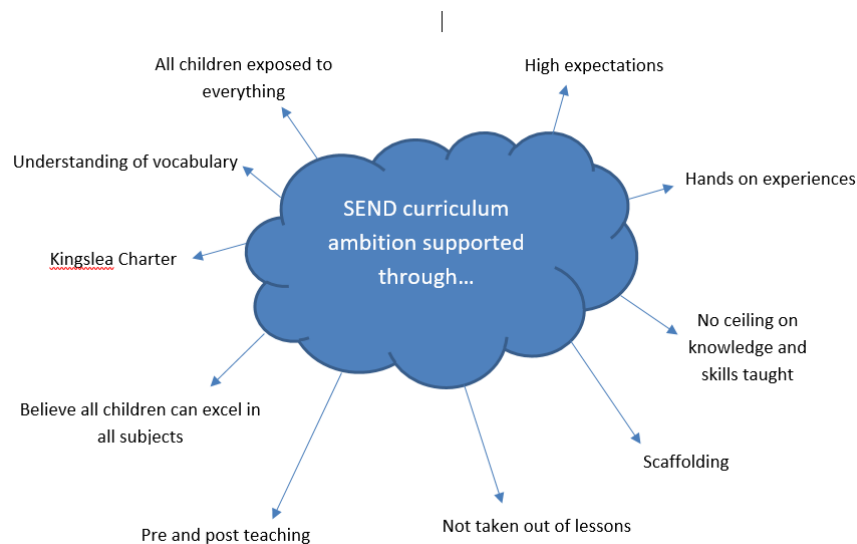 SEND curriculum
ambition supported
through...
All children exposed to
everything
High expectations
Understanding of vocabulary
Hands on experiences
Kingslea Charter
No ceiling on
knowledge and
skills taught
Believe all children can excel in
all subjects
Scaffolding
Pre and post teaching
Not taken out of lessons